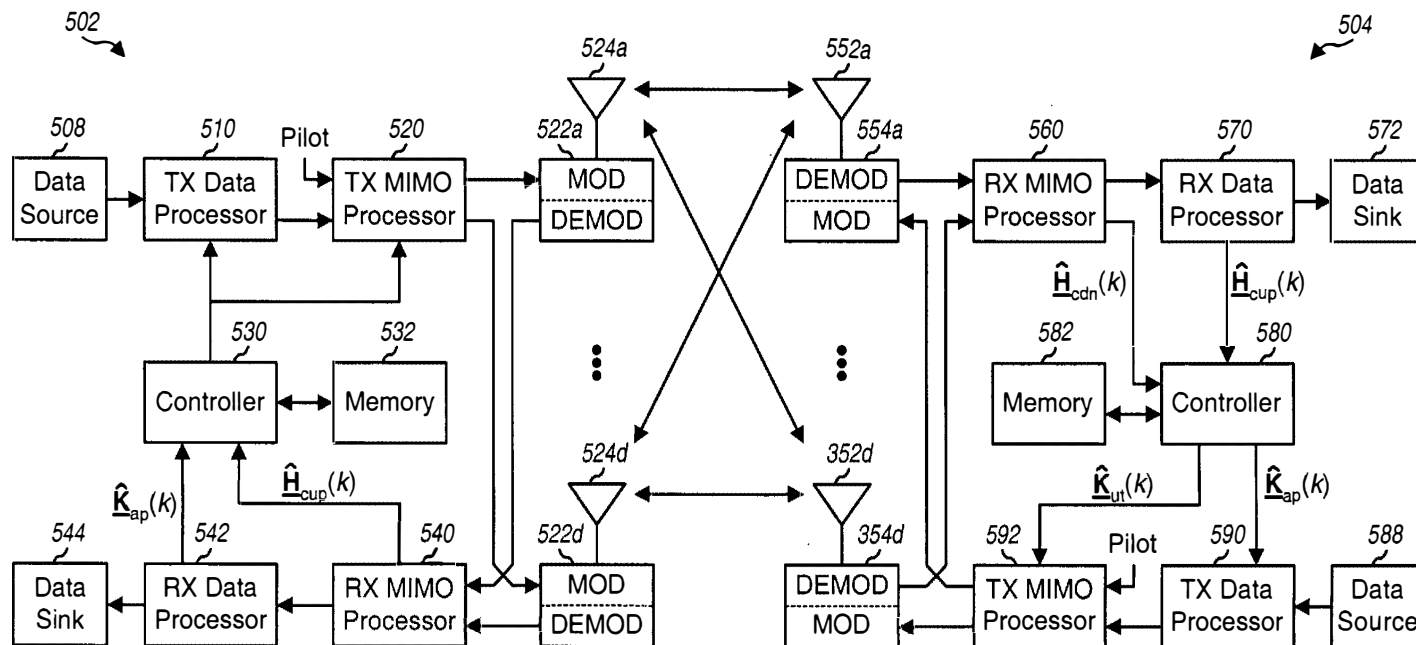 502
504
524a
552a
508
510
Pilot
520
522a
554a
560
570
572
Data
Source
TX Data
Processor
TX MIMO
Processor
MOD
DEMOD
DEMOD
MOD
RX MIMO
Processor
RX Data
Processor
Data
Sink
Ĥcdn(k)
Ĥcup(k)
530
532
582
580
Controller
Memory
Memory
Controller
524d
352d
K̂ap(k)
Ĥcup(k)
K̂ut(k)
K̂ap(k)
544
542
540
522d
354d
592
Pilot
590
588
Data
Sink
RX Data
Processor
RX MIMO
Processor
MOD
DEMOD
DEMOD
MOD
TX MIMO
Processor
TX Data
Processor
Data
Source